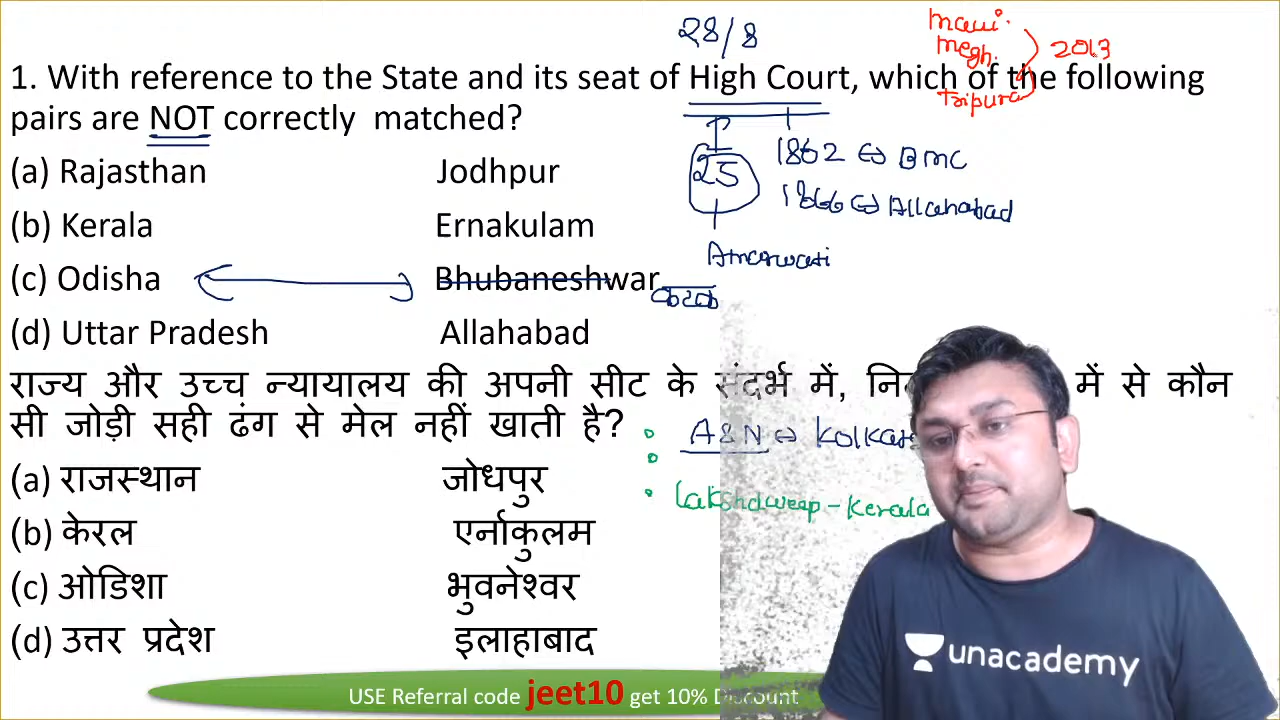 28/8
Mani.
Megh.
Tripura
2013
1. With reference to the State and its seat of High Court, which of the following
pairs are NOT correctly matched?
25
1862 ⇔ BMC
1866 ⇔ Allahabad
Amarwati
(a) Rajasthan Jodhpur
(b) Kerala Ernakulam
(c) Odisha Bhubaneshwar
(d) Uttar Pradesh Allahabad
राज्य और उच्च न्यायालय की अपनी सीट के संदर्भ में, में से कौन
सी जोड़ी सही ढंग से मेल नहीं खाती है?
A&N ⇔ Kolkata
Lakshdweep - Kerala
(a) राजस्थान जोधपुर
(b) केरल एर्नाकुलम
(c) ओडिशा भुवनेश्वर
(d) उत्तर प्रदेश इलाहाबाद
unacademy
USE Referral code jeet10 get 10% Discount